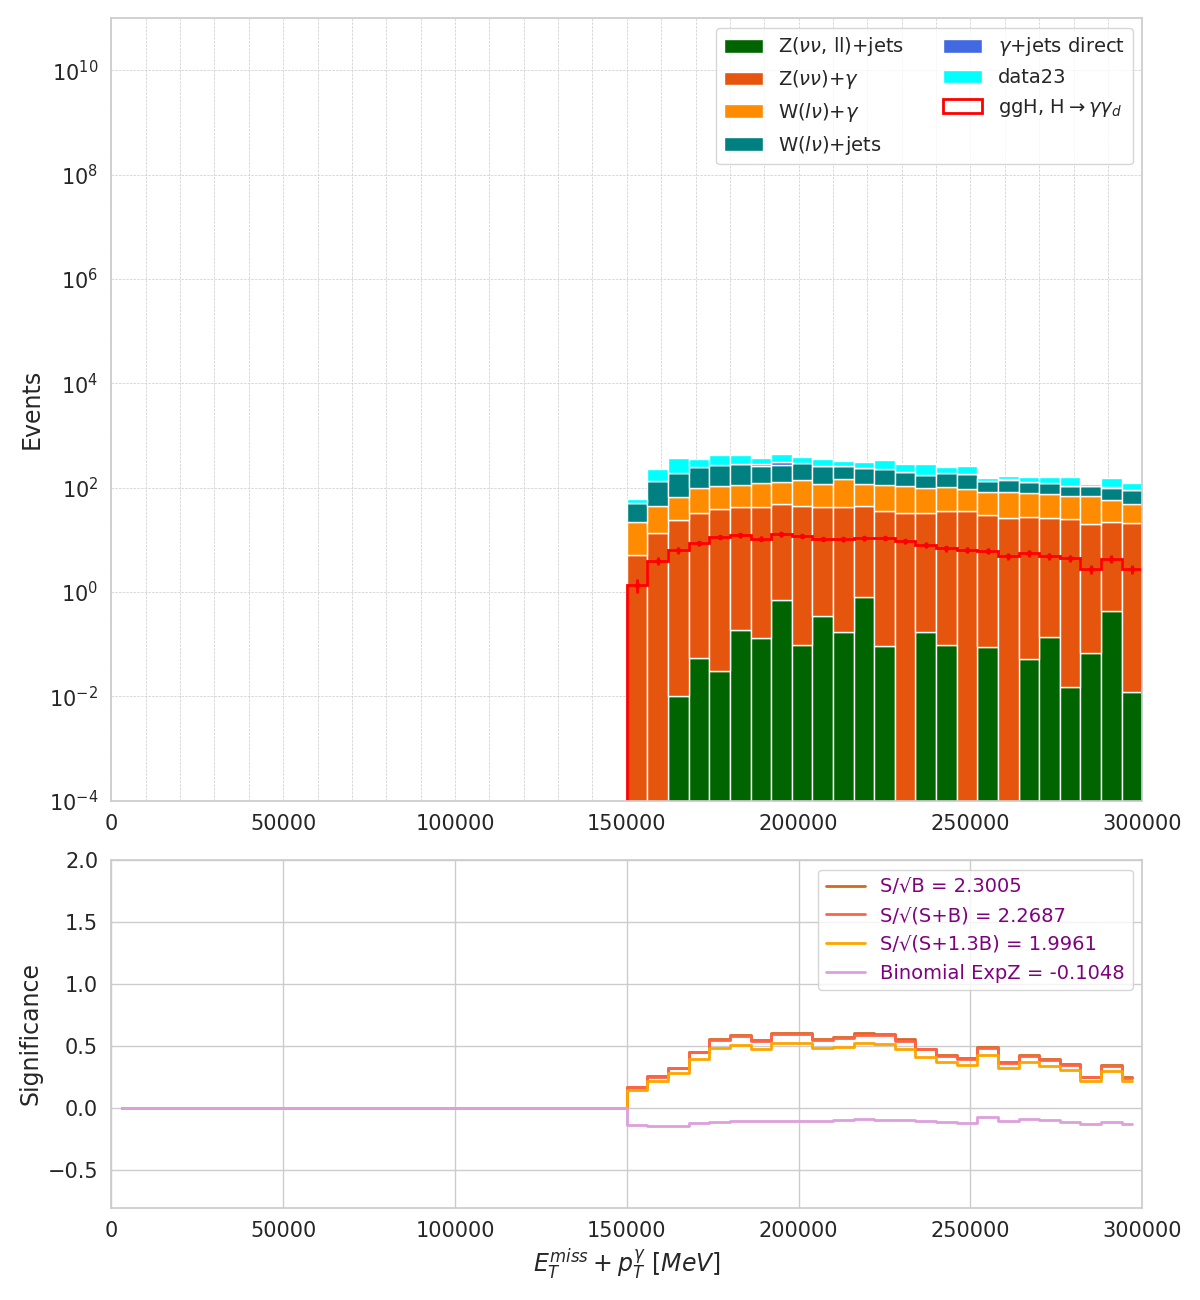 Events
10^10
10^8
10^6
10^4
10^2
10^0
10^−2
10^−4
0 50000 100000 150000 200000 250000 300000
Z(νν, ll)+jets
Z(νν)+γ
W(lν)+γ
W(lν)+jets
γ+jets direct
data23
ggH, H→γγ_d
Significance
2.0
1.5
1.0
0.5
0.0
−0.5
S/√B = 2.3005
S/√(S+B) = 2.2687
S/√(S+1.3B) = 1.9961
Binomial ExpZ = -0.1048
0 50000 100000 150000 200000 250000 300000
E_T^miss + p_T^γ [MeV]